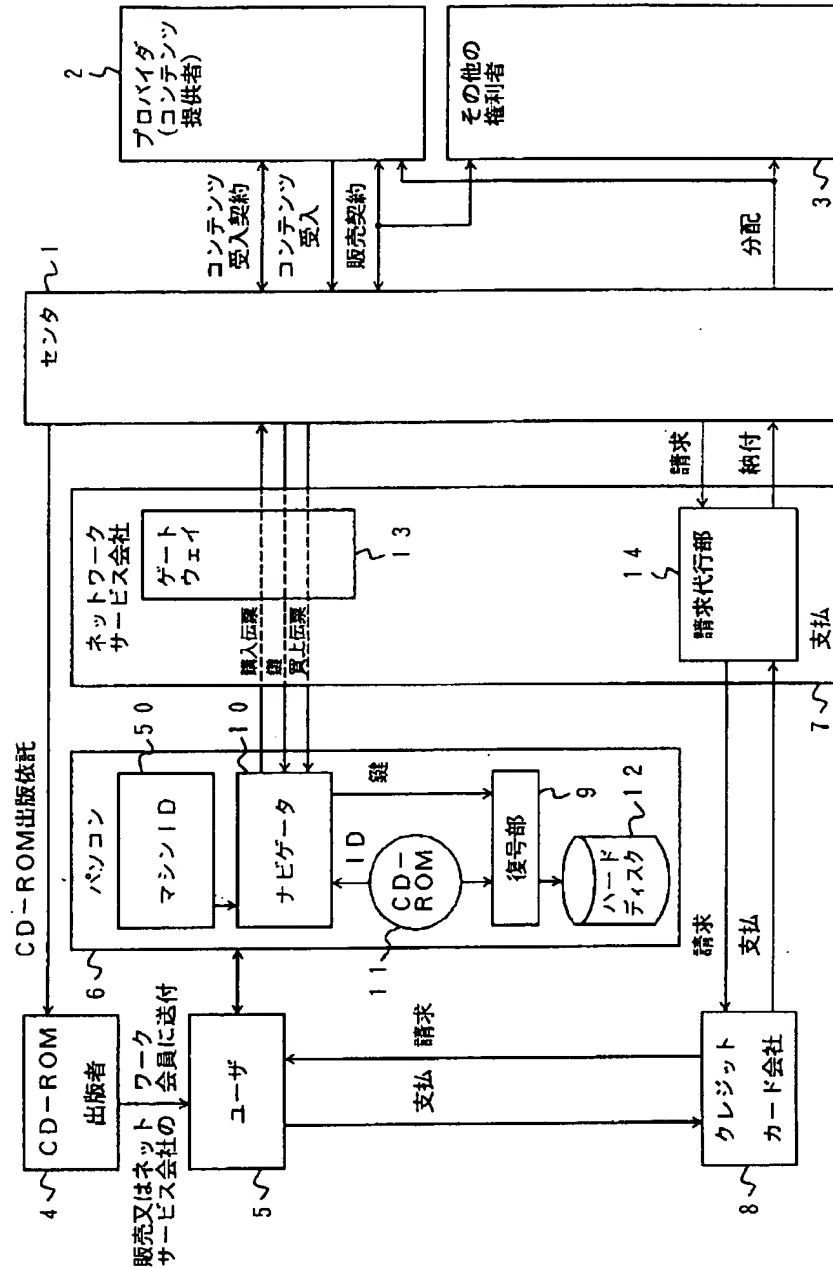 CD-ROM
出版者
4
販売又はネット
サービス会社の
ワーク
会員に送付
ユーザ
5
請求
支払
クレジット
カード会社
8
CD-ROM出版依託
パソコン
6
マシンID
50
ナビゲータ
10
ID
鍵
CD-
ROM
11
復号部
9
ハード
ディスク
12
請求
支払
ネットワーク
サービス会社
ゲート
ウェイ
13
購入伝票
鍵
買上伝票
請求代行部
14
支払
7
請求
納付
センタ
1
コンテンツ
受入契約
コンテンツ
受入
販売契約
分配
プロバイダ
(コンテンツ
提供者)
2
その他の
権利者
3